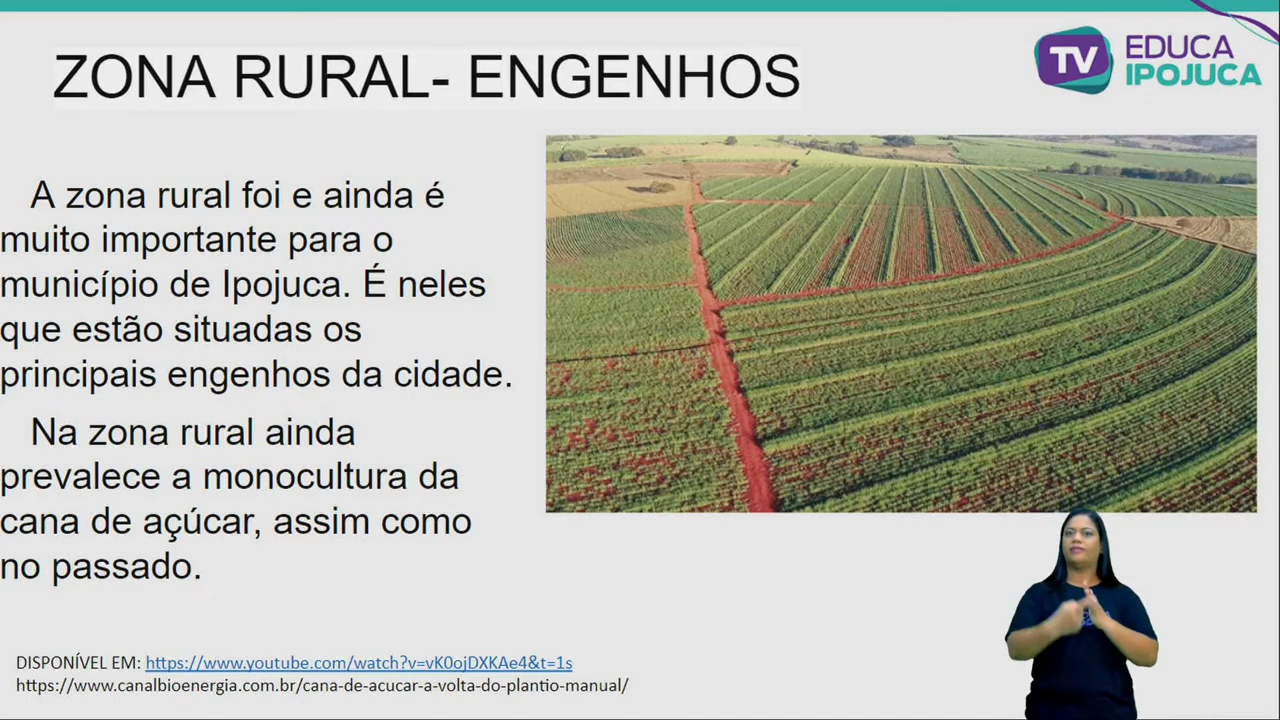 ZONA RURAL- ENGENHOS
TV EDUCA
IPOJUCA
A zona rural foi e ainda é
muito importante para o
município de Ipojuca. É neles
que estão situadas os
principais engenhos da cidade.
Na zona rural ainda
prevalece a monocultura da
cana de açúcar, assim como
no passado.
DISPONÍVEL EM: https://www.youtube.com/watch?v=vK0ojDXKAe4&t=1s
https://www.canalbioenergia.com.br/cana-de-acucar-a-volta-do-plantio-manual/